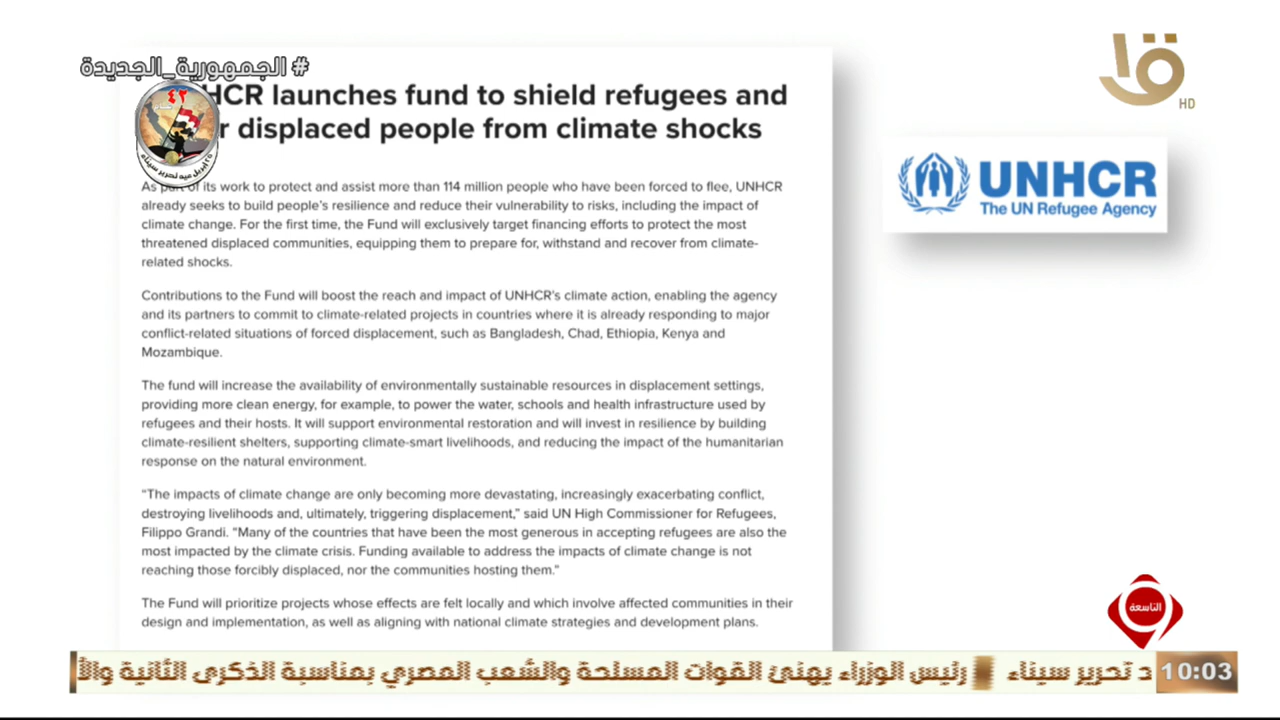 # الجمهورية_الجديدة
HCR launches fund to shield refugees and
r displaced people from climate shocks
٤٢
٢٥ ابريل عيد تحرير سيناء
HD
UNHCR
The UN Refugee Agency
As part of its work to protect and assist more than 114 million people who have been forced to flee, UNHCR
already seeks to build people's resilience and reduce their vulnerability to risks, including the impact of
climate change. For the first time, the Fund will exclusively target financing efforts to protect the most
threatened displaced communities, equipping them to prepare for, withstand and recover from climate-
related shocks.
Contributions to the Fund will boost the reach and impact of UNHCR's climate action, enabling the agency
and its partners to commit to climate-related projects in countries where it is already responding to major
conflict-related situations of forced displacement, such as Bangladesh, Chad, Ethiopia, Kenya and
Mozambique.
The fund will increase the availability of environmentally sustainable resources in displacement settings,
providing more clean energy, for example, to power the water, schools and health infrastructure used by
refugees and their hosts. It will support environmental restoration and will invest in resilience by building
climate-resilient shelters, supporting climate-smart livelihoods, and reducing the impact of the humanitarian
response on the natural environment.
"The impacts of climate change are only becoming more devastating, increasingly exacerbating conflict,
destroying livelihoods and, ultimately, triggering displacement," said UN High Commissioner for Refugees,
Filippo Grandi. "Many of the countries that have been the most generous in accepting refugees are also the
most impacted by the climate crisis. Funding available to address the impacts of climate change is not
reaching those forcibly displaced, nor the communities hosting them."
The Fund will prioritize projects whose effects are felt locally and which involve affected communities in their
design and implementation, as well as aligning with national climate strategies and development plans.
التاسعة
د تحرير سيناء رئيس الوزراء يهنئ القوات المسلحة والشعب المصري بمناسبة الذكرى الثانية والأ
10:03